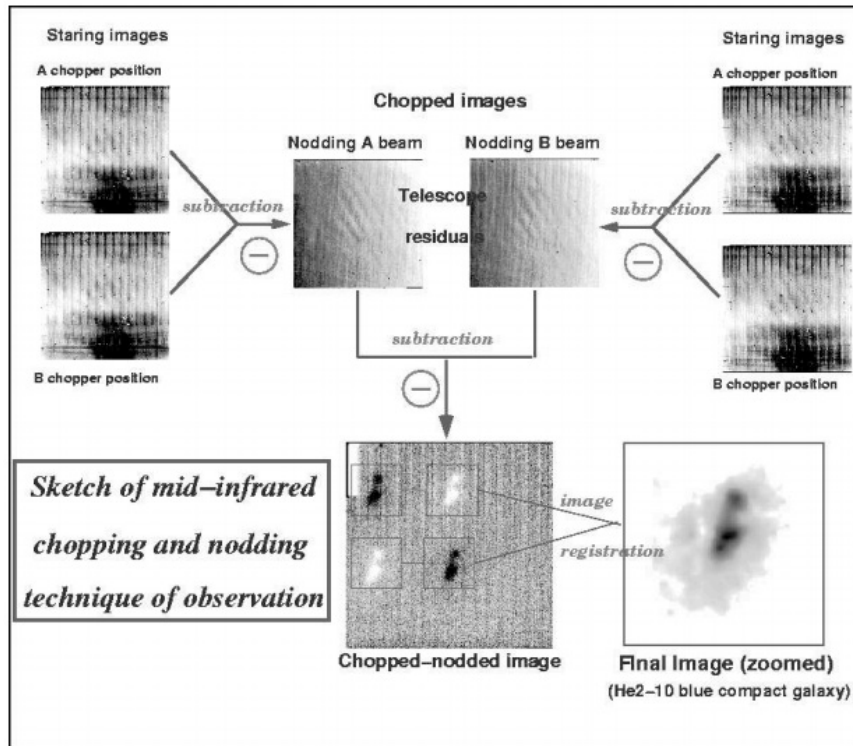 Staring images
A chopper position
B chopper position
Chopped images
Nodding A beam
Nodding B beam
Telescope
residuals
subtraction
subtraction
Staring images
A chopper position
B chopper position
subtraction
Sketch of mid–infrared
chopping and nodding
technique of observation
image
registration
Chopped–nodded image
Final Image (zoomed)
(He2–10 blue compact galaxy)